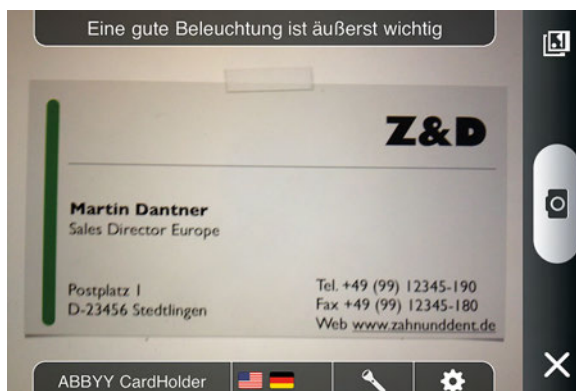 Eine gute Beleuchtung ist äußerst wichtig
Z&D
Martin Dantner
Sales Director Europe
Postplatz 1
D-23456 Stedtlingen
Tel. +49 (99) 12345-190
Fax +49 (99) 12345-180
Web www.zahnunddent.de
ABBYY CardHolder